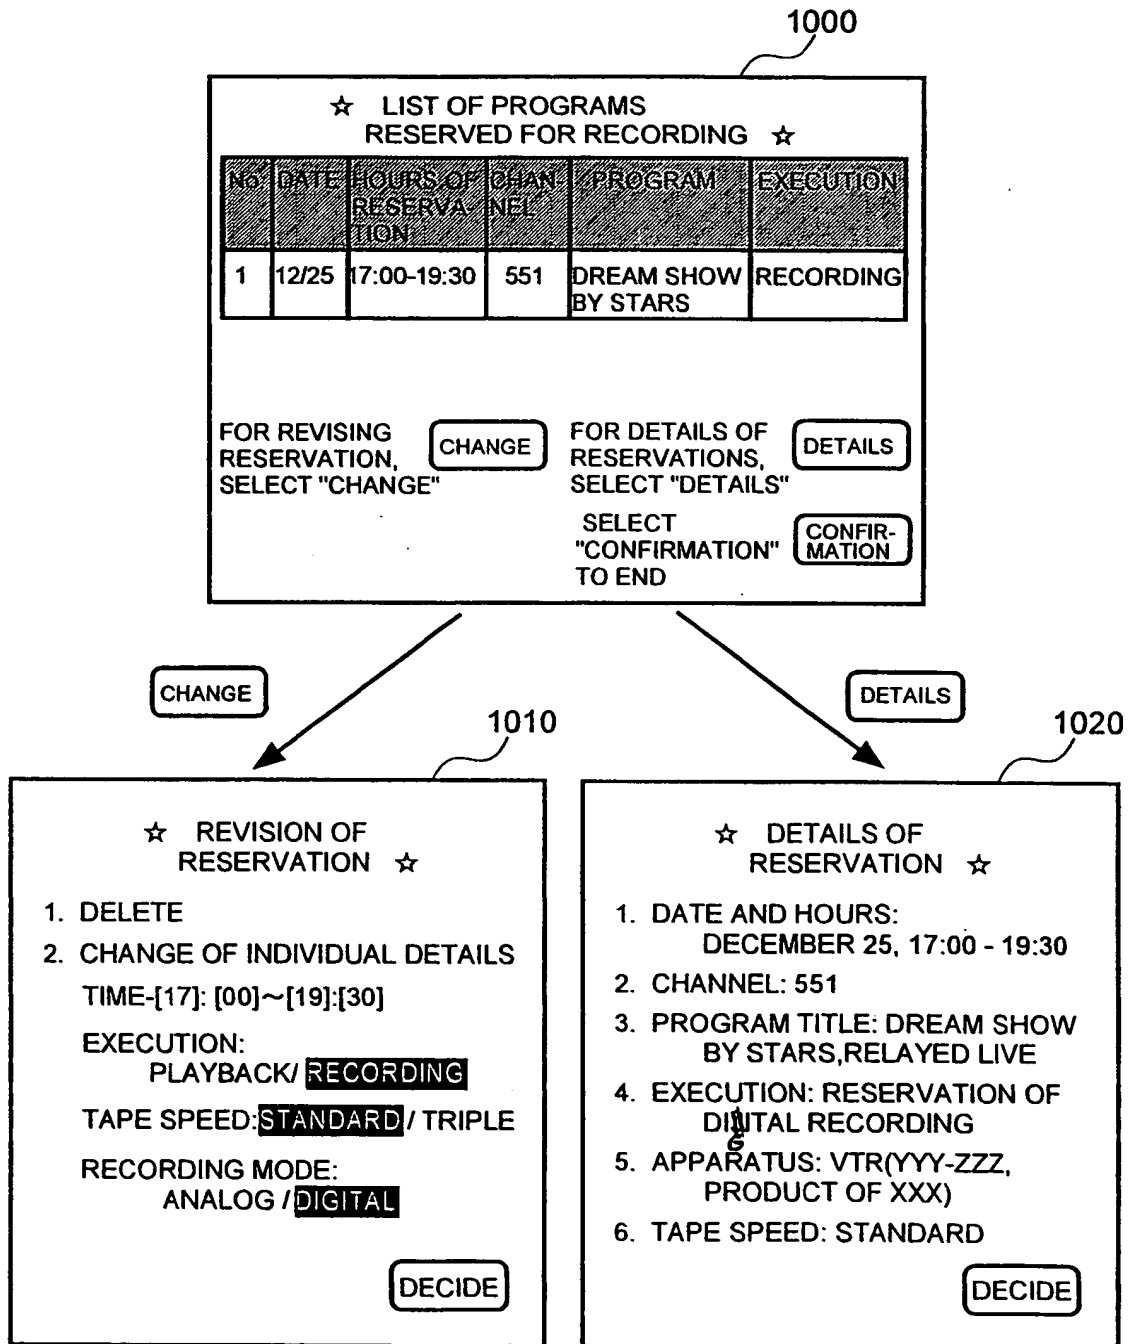 1000
☆ LIST OF PROGRAMS
RESERVED FOR RECORDING ☆
No DATE HOURS OF CHAN- PROGRAM EXECUTION
RESERVA- NEL
TION
1 12/25 17:00-19:30 551 DREAM SHOW RECORDING
BY STARS
FOR REVISING
RESERVATION,
SELECT "CHANGE"
CHANGE
FOR DETAILS OF
RESERVATIONS,
SELECT "DETAILS"
DETAILS
SELECT
"CONFIRMATION"
TO END
CONFIR-
MATION
CHANGE
DETAILS
1010
☆ REVISION OF
RESERVATION ☆
1. DELETE
2. CHANGE OF INDIVIDUAL DETAILS
TIME-[17]: [00]～[19]:[30]
EXECUTION:
PLAYBACK/ RECORDING
TAPE SPEED:STANDARD / TRIPLE
RECORDING MODE:
ANALOG / DIGITAL
DECIDE
1020
☆ DETAILS OF
RESERVATION ☆
1. DATE AND HOURS:
DECEMBER 25, 17:00 - 19:30
2. CHANNEL: 551
3. PROGRAM TITLE: DREAM SHOW
BY STARS,RELAYED LIVE
4. EXECUTION: RESERVATION OF
RECORDING
5. APPARATUS: VTR(YYY-ZZZ,
PRODUCT OF XXX)
6. TAPE SPEED: STANDARD
DECIDE